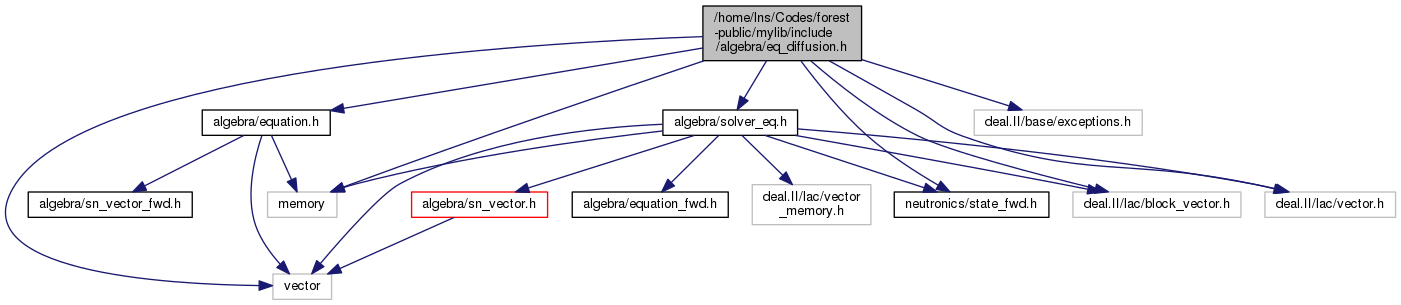 /home/lns/Codes/forest
-public/mylib/include
/algebra/eq_diffusion.h
algebra/equation.h
algebra/solver_eq.h
deal.II/base/exceptions.h
algebra/sn_vector_fwd.h
memory
algebra/sn_vector.h
algebra/equation_fwd.h
deal.II/lac/vector
_memory.h
neutronics/state_fwd.h
deal.II/lac/block_vector.h
deal.II/lac/vector.h
vector